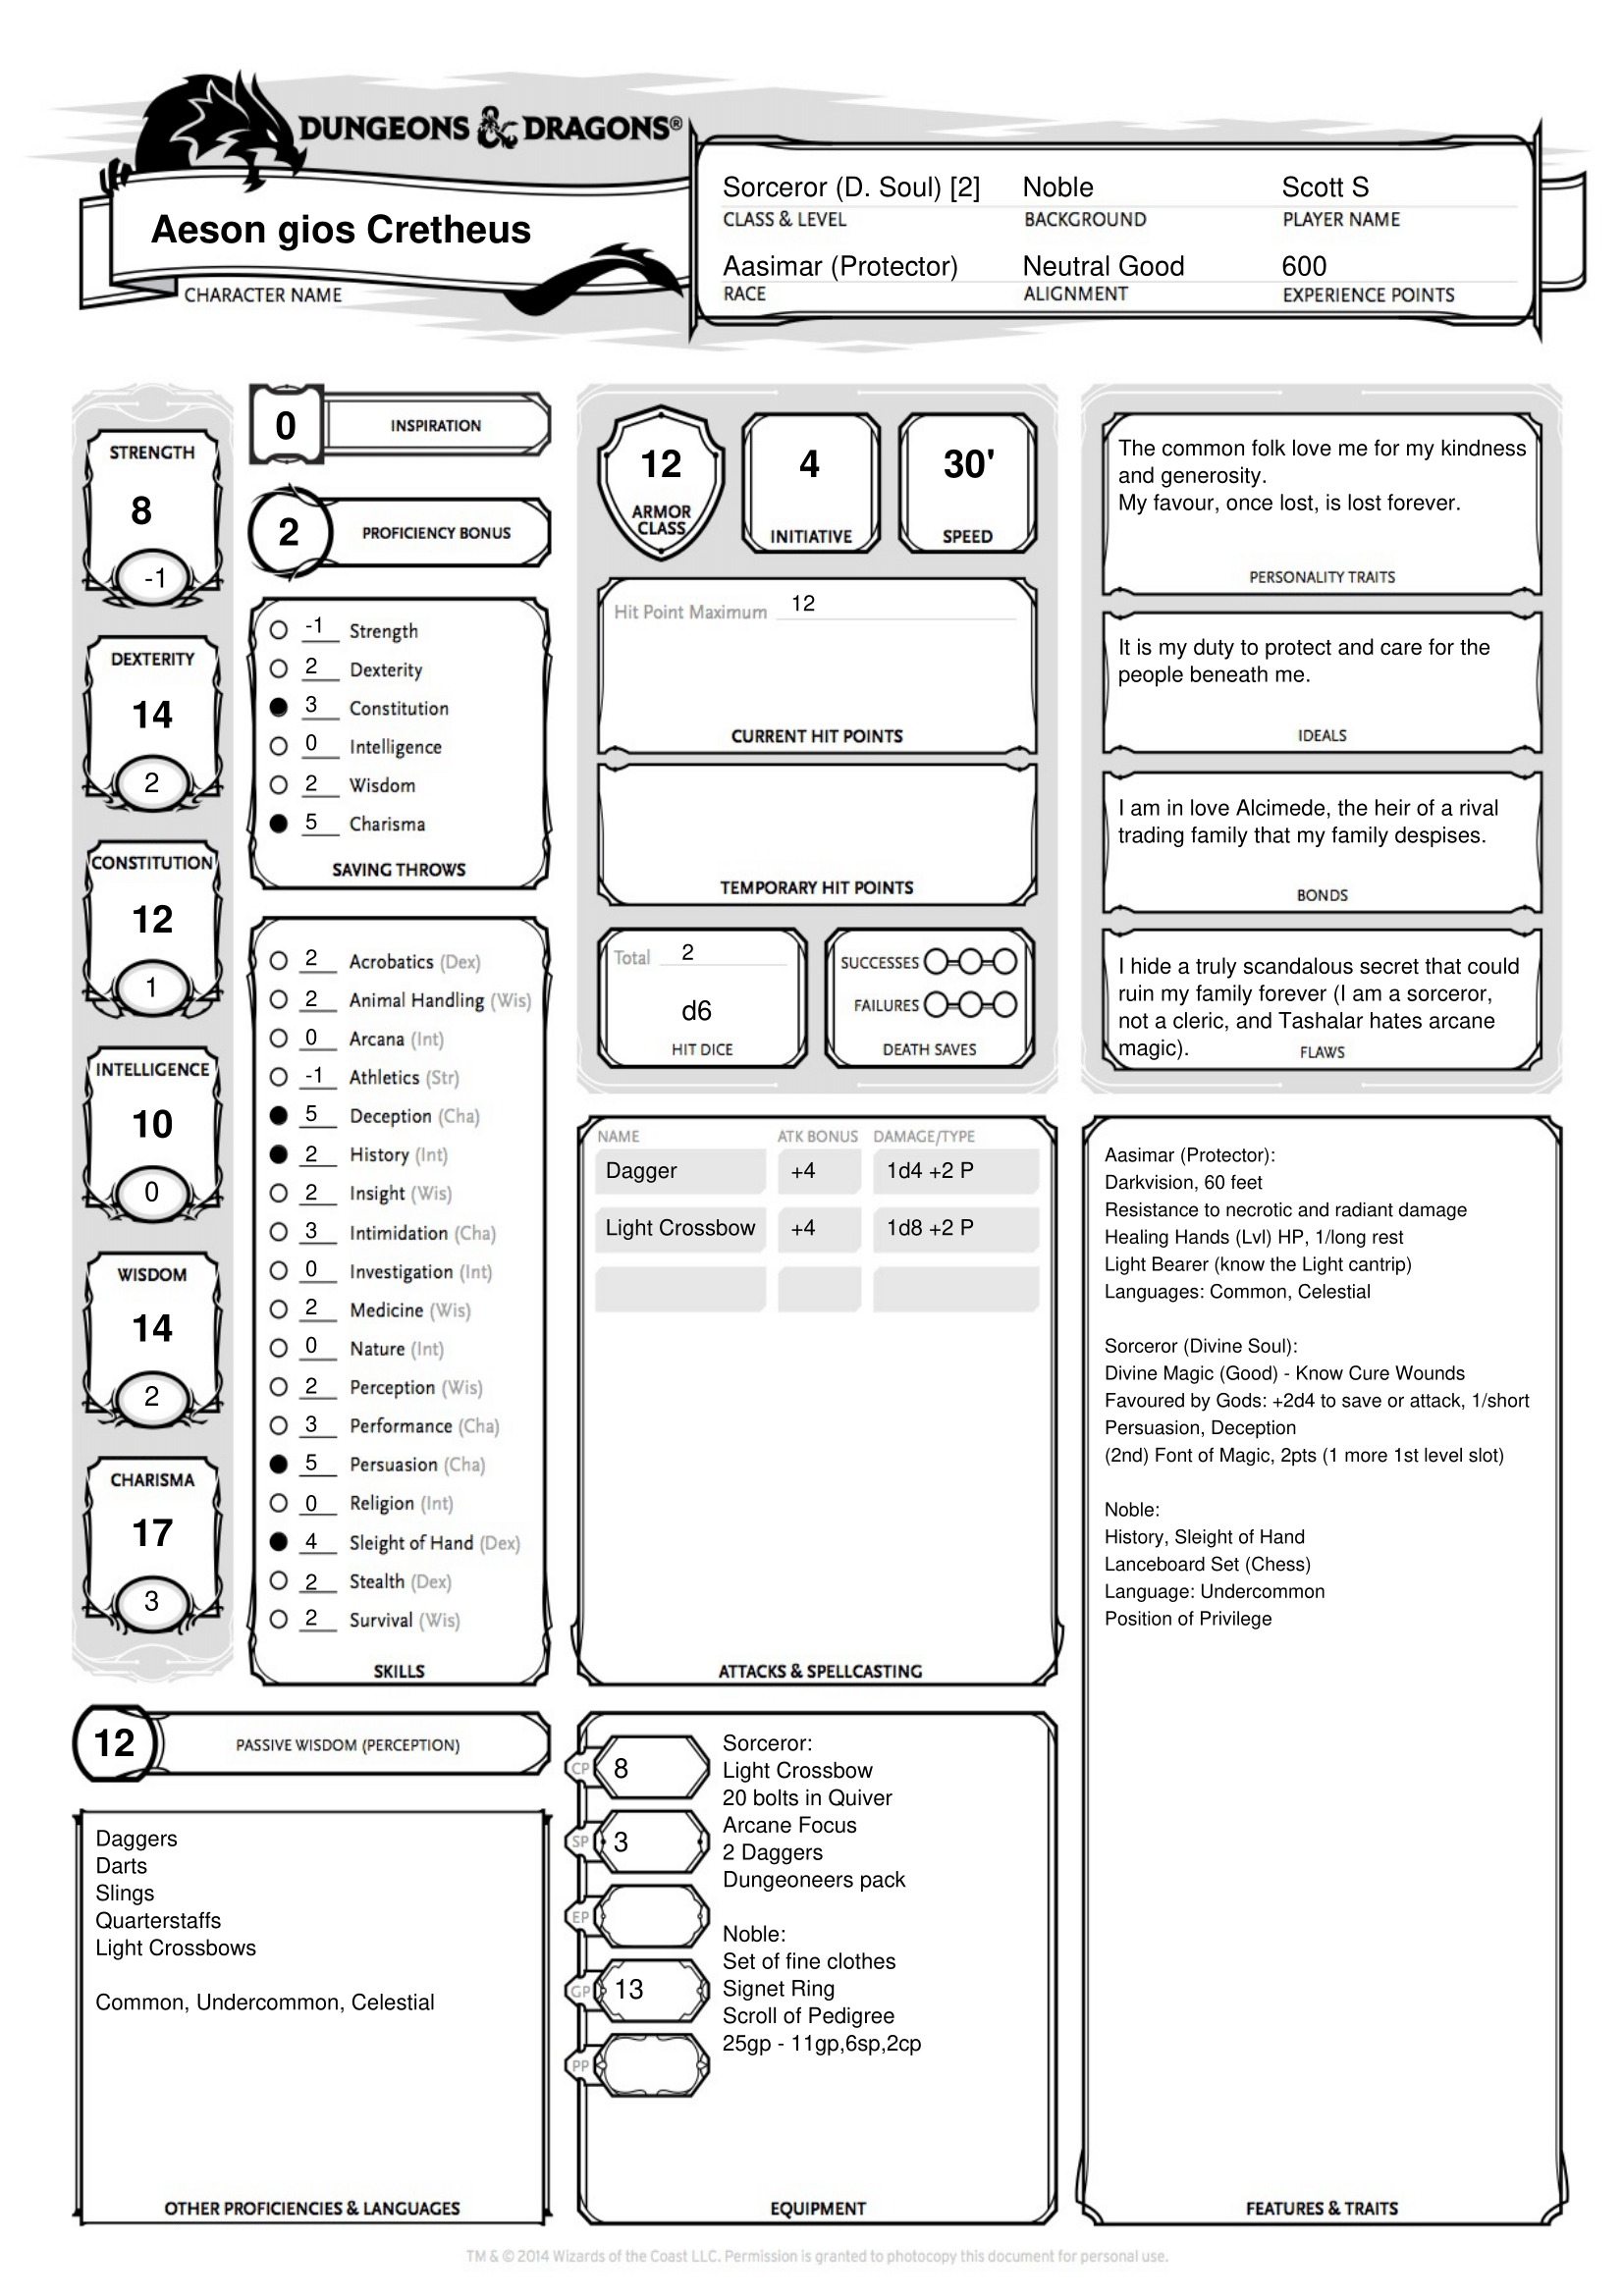 DUNGEONS & DRAGONS®
Aeson gios Cretheus
CHARACTER NAME
Sorceror (D. Soul) [2] Noble Scott S
CLASS & LEVEL BACKGROUND PLAYER NAME
Aasimar (Protector) Neutral Good 600
RACE ALIGNMENT EXPERIENCE POINTS
STRENGTH
8
-1
DEXTERITY
14
2
CONSTITUTION
12
1
INTELLIGENCE
10
0
WISDOM
14
2
CHARISMA
17
3
0 INSPIRATION
2 PROFICIENCY BONUS
-1 Strength
2 Dexterity
3 Constitution
0 Intelligence
2 Wisdom
5 Charisma
SAVING THROWS
2 Acrobatics (Dex)
2 Animal Handling (Wis)
0 Arcana (Int)
-1 Athletics (Str)
5 Deception (Cha)
2 History (Int)
2 Insight (Wis)
3 Intimidation (Cha)
0 Investigation (Int)
2 Medicine (Wis)
0 Nature (Int)
2 Perception (Wis)
3 Performance (Cha)
5 Persuasion (Cha)
0 Religion (Int)
4 Sleight of Hand (Dex)
2 Stealth (Dex)
2 Survival (Wis)
SKILLS
12 PASSIVE WISDOM (PERCEPTION)
Daggers
Darts
Slings
Quarterstaffs
Light Crossbows
Common, Undercommon, Celestial
OTHER PROFICIENCIES & LANGUAGES
12
ARMOR
CLASS
4
INITIATIVE
30'
SPEED
Hit Point Maximum 12
CURRENT HIT POINTS
TEMPORARY HIT POINTS
Total 2
d6
HIT DICE
SUCCESSES
FAILURES
DEATH SAVES
NAME ATK BONUS DAMAGE/TYPE
Dagger +4 1d4 +2 P
Light Crossbow +4 1d8 +2 P
ATTACKS & SPELLCASTING
CP 8
SP 3
EP
GP 13
PP
Sorceror:
Light Crossbow
20 bolts in Quiver
Arcane Focus
2 Daggers
Dungeoneers pack
Noble:
Set of fine clothes
Signet Ring
Scroll of Pedigree
25gp - 11gp,6sp,2cp
EQUIPMENT
The common folk love me for my kindness
and generosity.
My favour, once lost, is lost forever.
PERSONALITY TRAITS
It is my duty to protect and care for the
people beneath me.
IDEALS
I am in love Alcimede, the heir of a rival
trading family that my family despises.
BONDS
I hide a truly scandalous secret that could
ruin my family forever (I am a sorceror,
not a cleric, and Tashalar hates arcane
magic).
FLAWS
Aasimar (Protector):
Darkvision, 60 feet
Resistance to necrotic and radiant damage
Healing Hands (Lvl) HP, 1/long rest
Light Bearer (know the Light cantrip)
Languages: Common, Celestial
Sorceror (Divine Soul):
Divine Magic (Good) - Know Cure Wounds
Favoured by Gods: +2d4 to save or attack, 1/short
Persuasion, Deception
(2nd) Font of Magic, 2pts (1 more 1st level slot)
Noble:
History, Sleight of Hand
Lanceboard Set (Chess)
Language: Undercommon
Position of Privilege
FEATURES & TRAITS
TM & © 2014 Wizards of the Coast LLC. Permission is granted to photocopy this document for personal use.